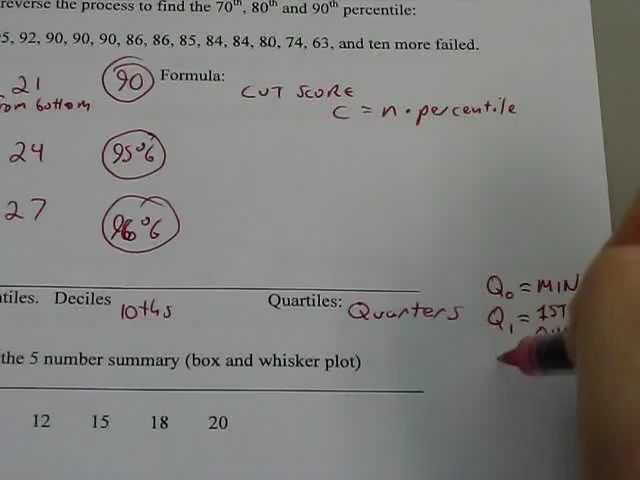 reverse the process to find the 70th, 80th and 90th percentile:
5, 92, 90, 90, 90, 86, 86, 85, 84, 84, 80, 74, 63, and ten more failed.
21 90 Formula:
from bottom CUT SCORE
C = n · percentile
24 95%
27 96%
Q0 = MIN
tiles. Deciles 10ths Quartiles: Quarters
Q1 = 1ST
the 5 number summary (box and whisker plot)
12 15 18 20